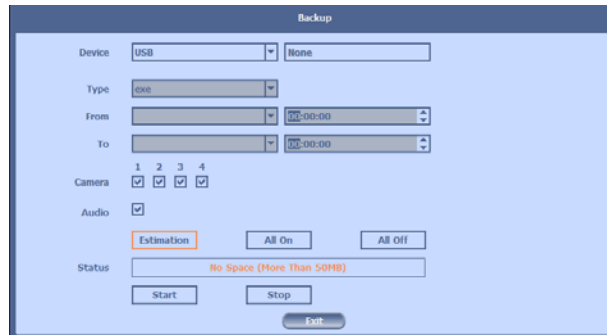 Backup
Device USB None
Type exe
From 00:00:00
To 00:00:00
1 2 3 4
Camera
Audio
Estimation All On All Off
Status No Space (More Than 50MB)
Start Stop
Exit